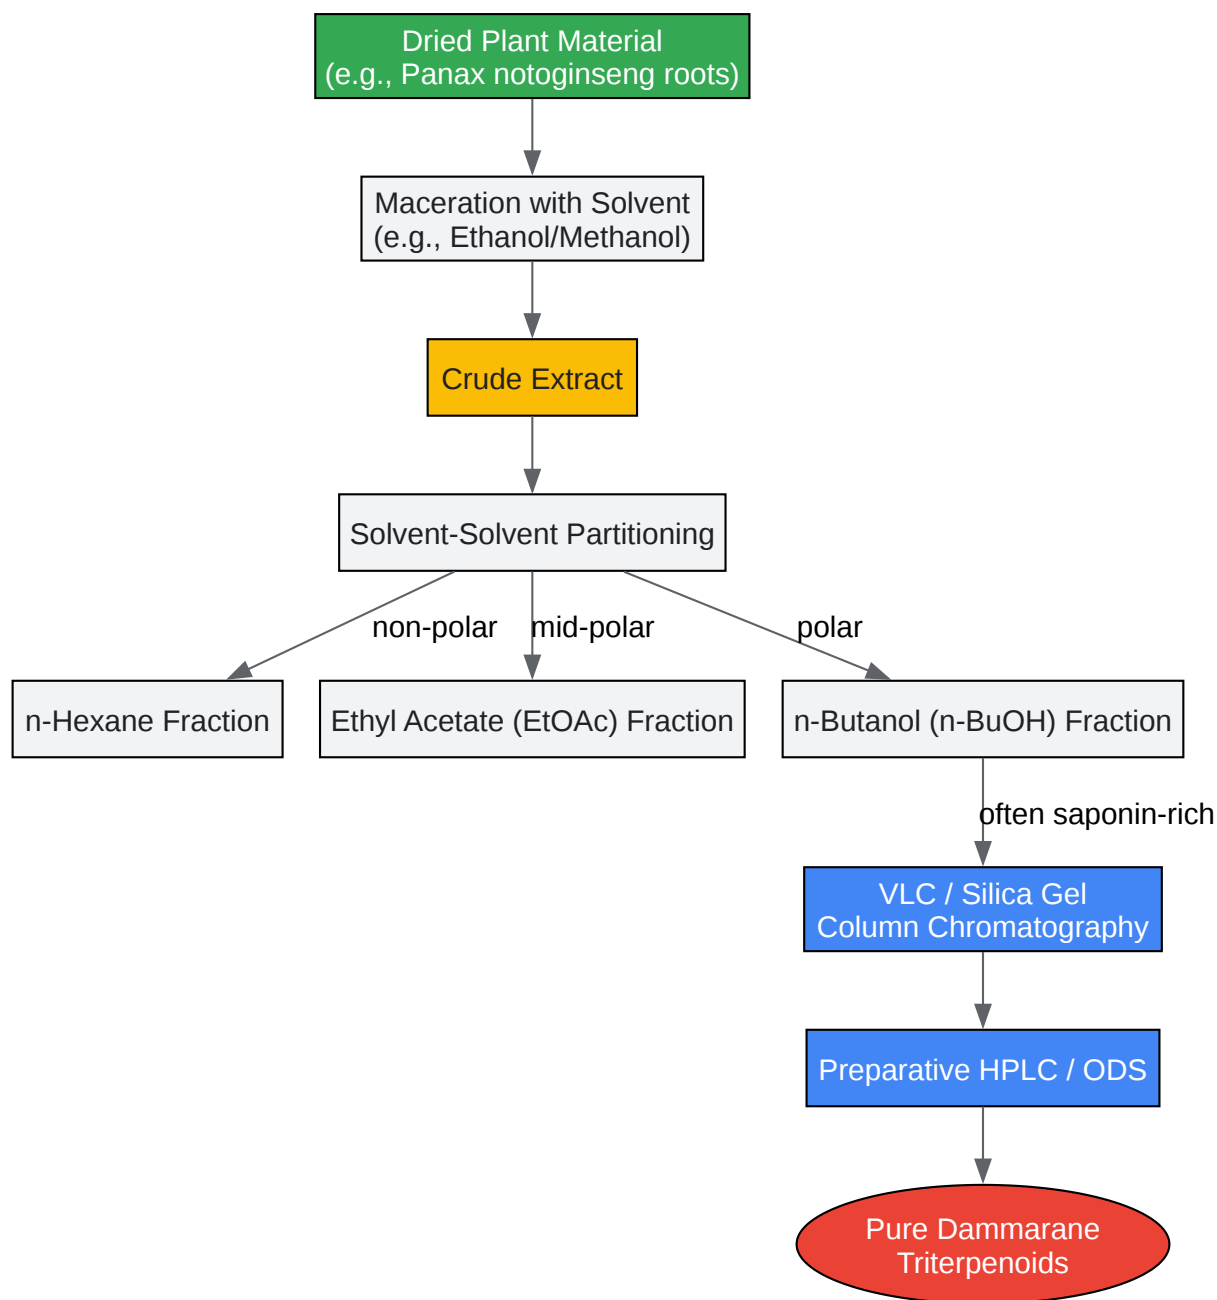 Dried Plant Material
(e.g., Panax notoginseng roots)
Maceration with Solvent
(e.g., Ethanol/Methanol)
Crude Extract
Solvent-Solvent Partitioning
non-polar
mid-polar
polar
n-Hexane Fraction
Ethyl Acetate (EtOAc) Fraction
n-Butanol (n-BuOH) Fraction
often saponin-rich
VLC / Silica Gel
Column Chromatography
Preparative HPLC / ODS
Pure Dammarane
Triterpenoids